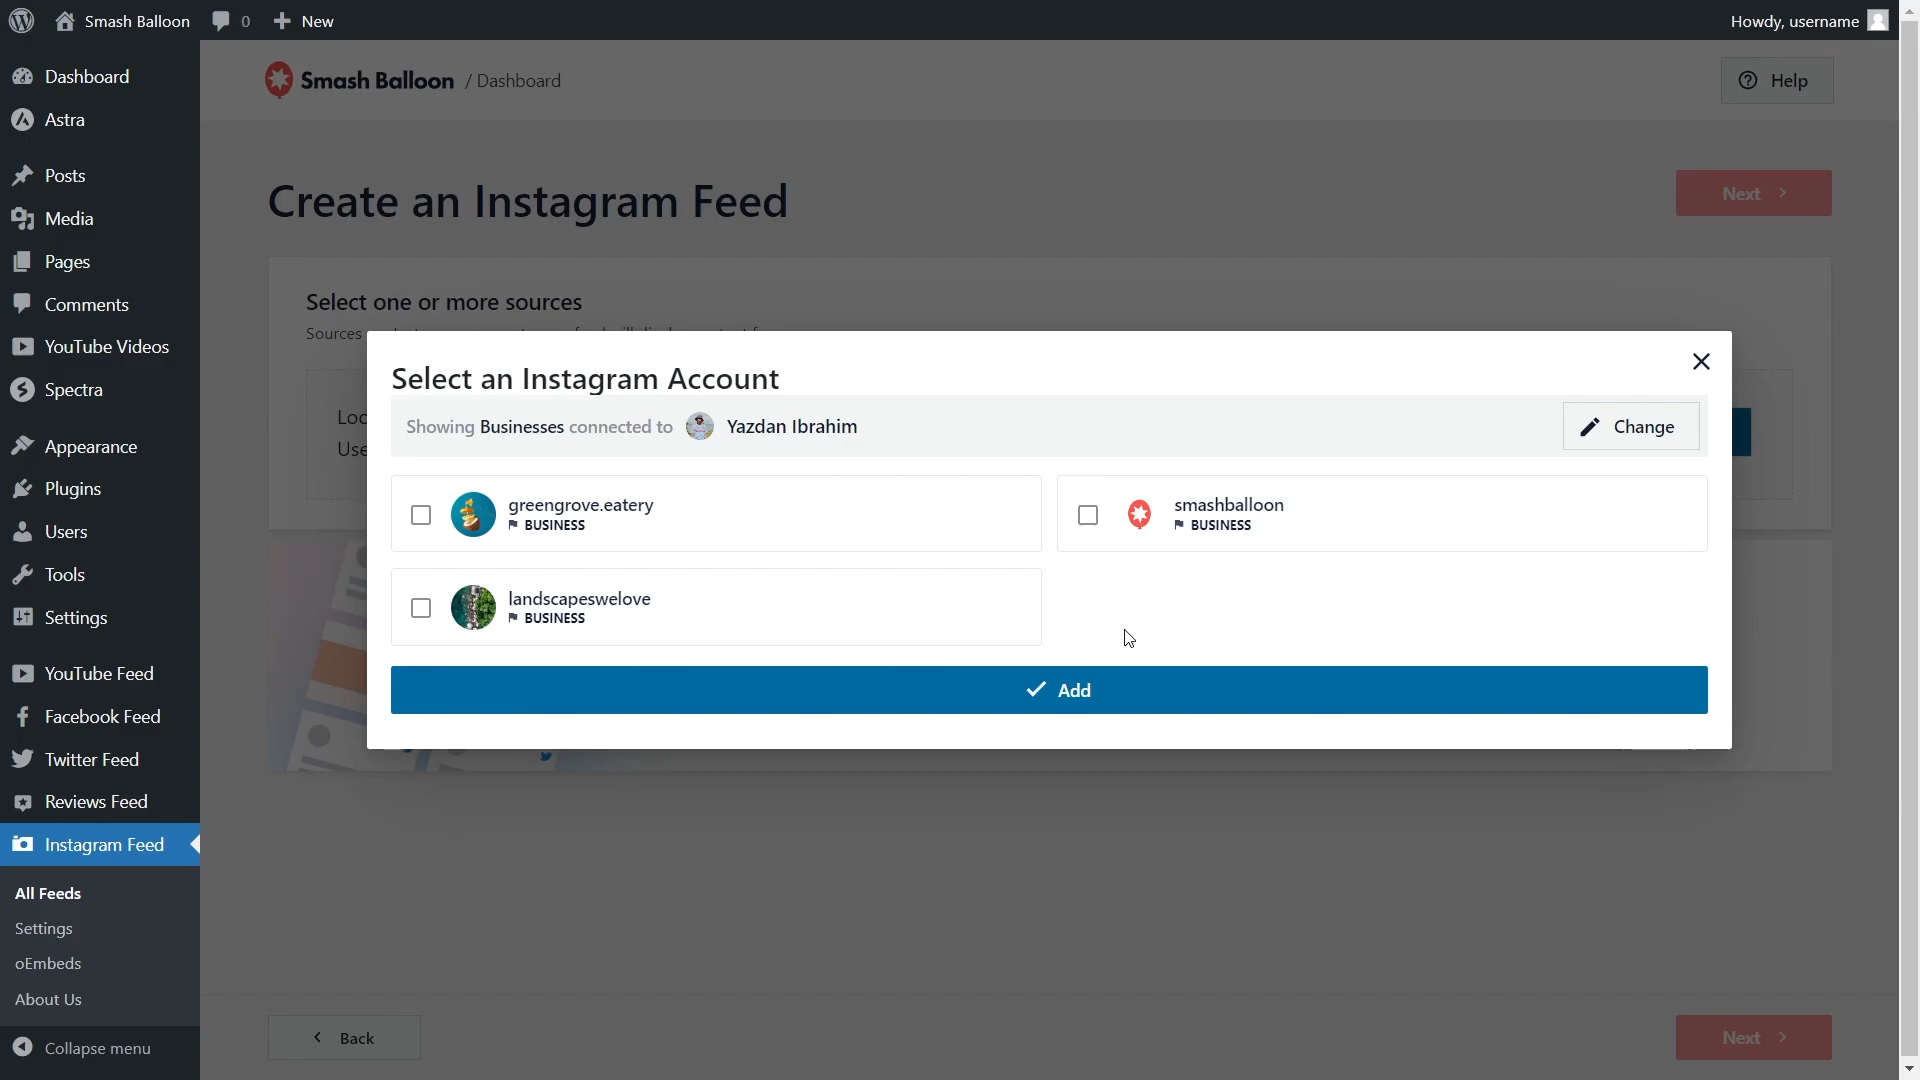 Smash Balloon
0
New
Howdy, username
Dashboard
Astra
Posts
Media
Pages
Comments
YouTube Videos
Spectra
Appearance
Plugins
Users
Tools
Settings
YouTube Feed
Facebook Feed
Twitter Feed
Reviews Feed
Instagram Feed
All Feeds
Settings
oEmbeds
About Us
Collapse menu
Smash Balloon / Dashboard
Help
Create an Instagram Feed
Next
Select one or more sources
Sources
Select an Instagram Account
Showing Businesses connected to Yazdan Ibrahim
Change
greengrove.eatery
BUSINESS
smashballoon
BUSINESS
landscapeswelove
BUSINESS
Add
Back
Next